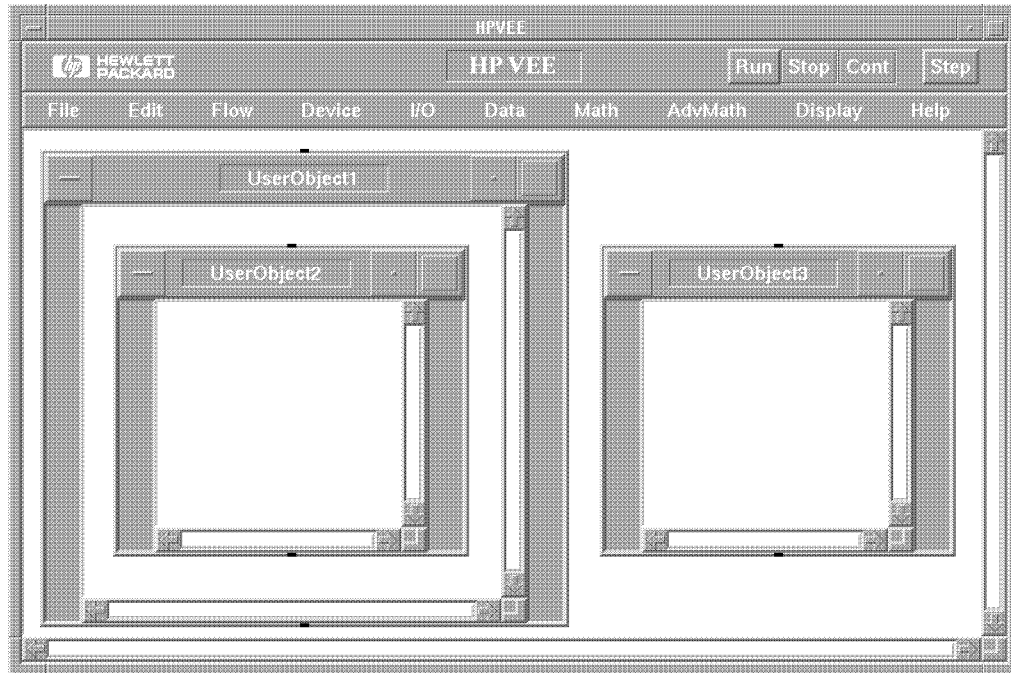 HPVEE
hp HEWLETT PACKARD HP VEE Run Stop Cont Step
File Edit Flow Device I/O Data Math AdvMath Display Help
UserObject1
UserObject2 UserObject3